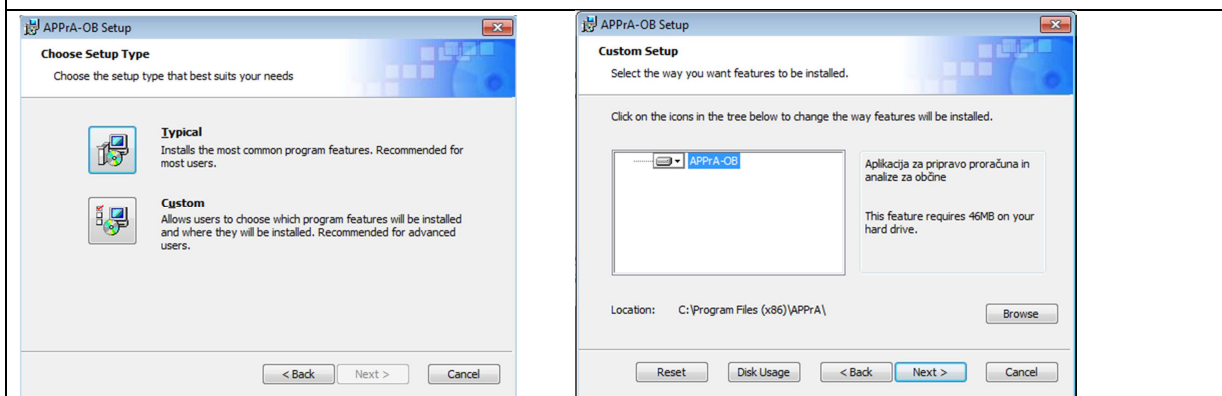 APPrA-OB Setup
Choose Setup Type
Choose the setup type that best suits your needs
Typical
Installs the most common program features. Recommended for
most users.
Custom
Allows users to choose which program features will be installed
and where they will be installed. Recommended for advanced
users.
< Back
Next >
Cancel
APPrA-OB Setup
Custom Setup
Select the way you want features to be installed.
Click on the icons in the tree below to change the way features will be installed.
APPrA-OB
Aplikacija za pripravo proračuna in
analize za občine
This feature requires 46MB on your
hard drive.
Location: C:\Program Files (x86)\APPrA\
Browse
Reset
Disk Usage
< Back
Next >
Cancel